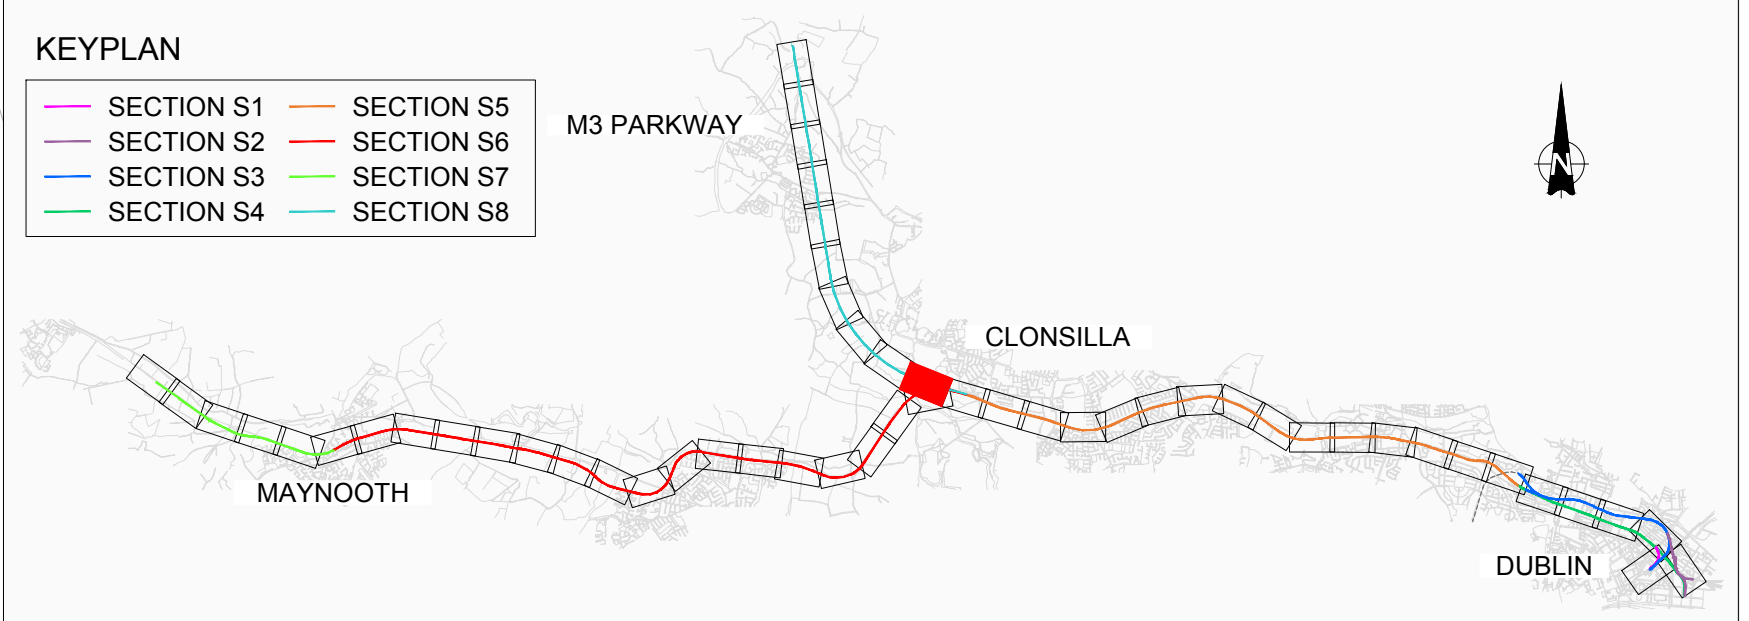 KEYPLAN
SECTION S1
SECTION S2
SECTION S3
SECTION S4
SECTION S5
SECTION S6
SECTION S7
SECTION S8
M3 PARKWAY
N
CLONSILLA
MAYNOOTH
DUBLIN